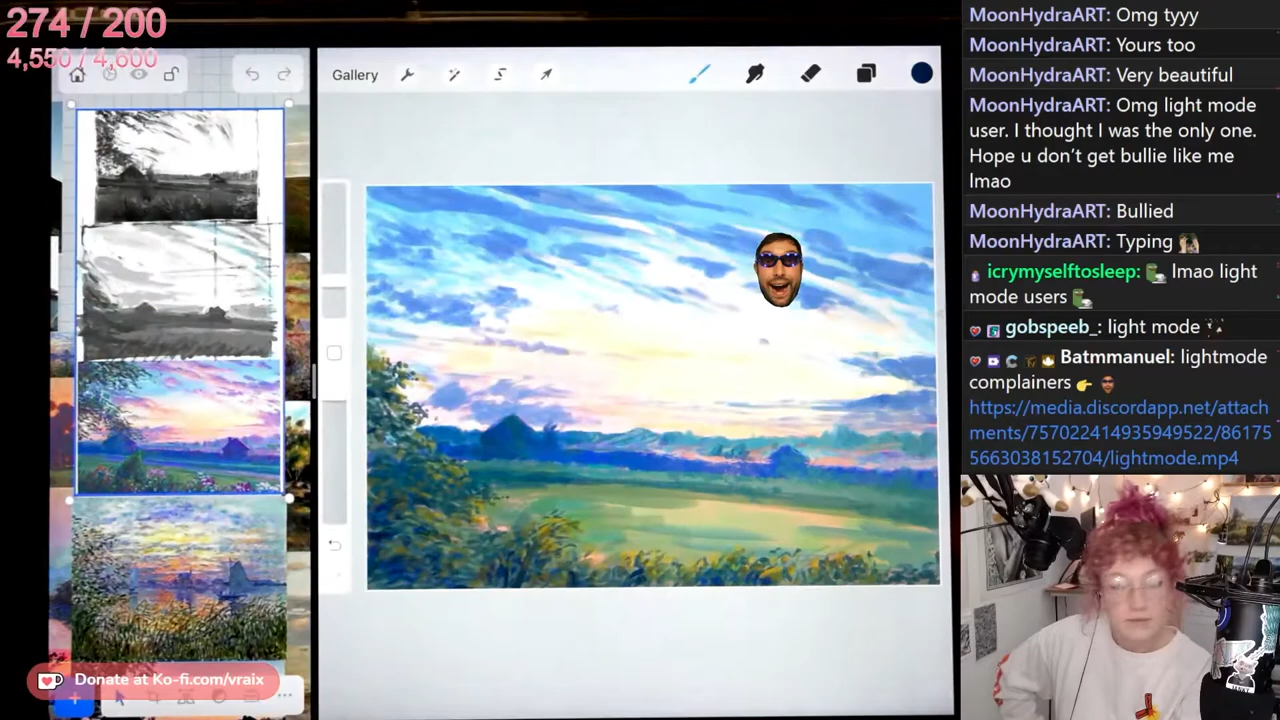 274 / 200
4,550 / 4,600
Gallery
MoonHydraART: Omg tyyy
MoonHydraART: Yours too
MoonHydraART: Very beautiful
MoonHydraART: Omg light mode
user. I thought I was the only one.
Hope u don't get bullie like me
lmao
MoonHydraART: Bullied
MoonHydraART: Typing
icrymyselftosleep: lmao light
mode users
gobspeeb_: light mode
Batmmanuel: lightmode
complainers
https://media.discordapp.net/attach
ments/757022414935949522/86175
5663038152704/lightmode.mp4
Donate at Ko-fi.com/vraix